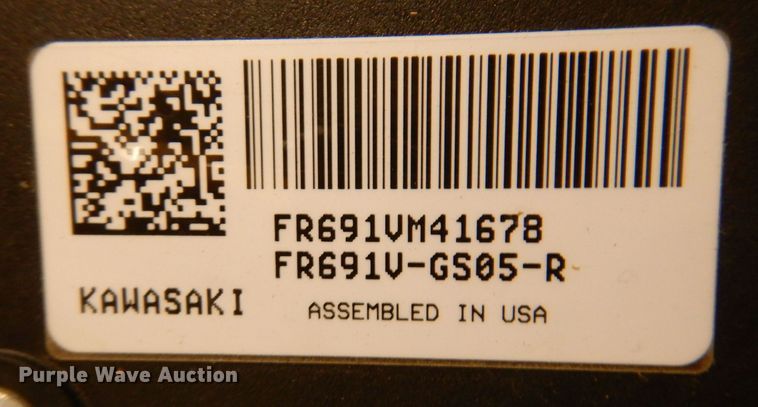 FR691VM41678
FR691V-GS05-R
KAWASAKI
ASSEMBLED IN USA
Purple Wave Auction